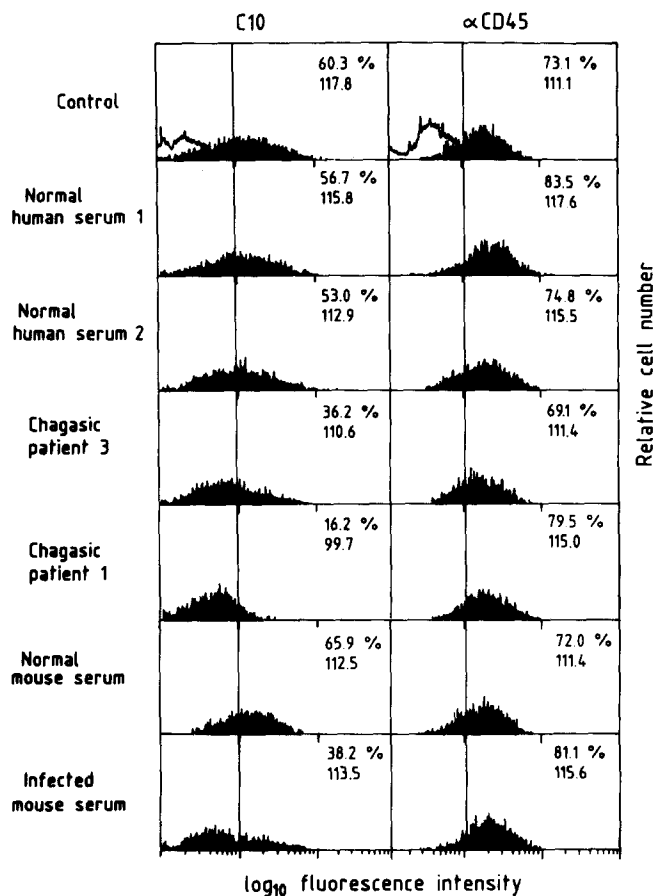 C10 αCD45
Control
60.3 %
117.8
73.1 %
111.1
Normal
human serum 1
56.7 %
115.8
83.5 %
117.6
Normal
human serum 2
53.0 %
112.9
74.8 %
115.5
Chagasic
patient 3
36.2 %
110.6
69.1 %
111.4
Chagasic
patient 1
16.2 %
99.7
79.5 %
115.0
Normal
mouse serum
65.9 %
112.5
72.0 %
111.4
Infected
mouse serum
38.2 %
113.5
81.1 %
115.6
Relative cell number
log10 fluorescence intensity